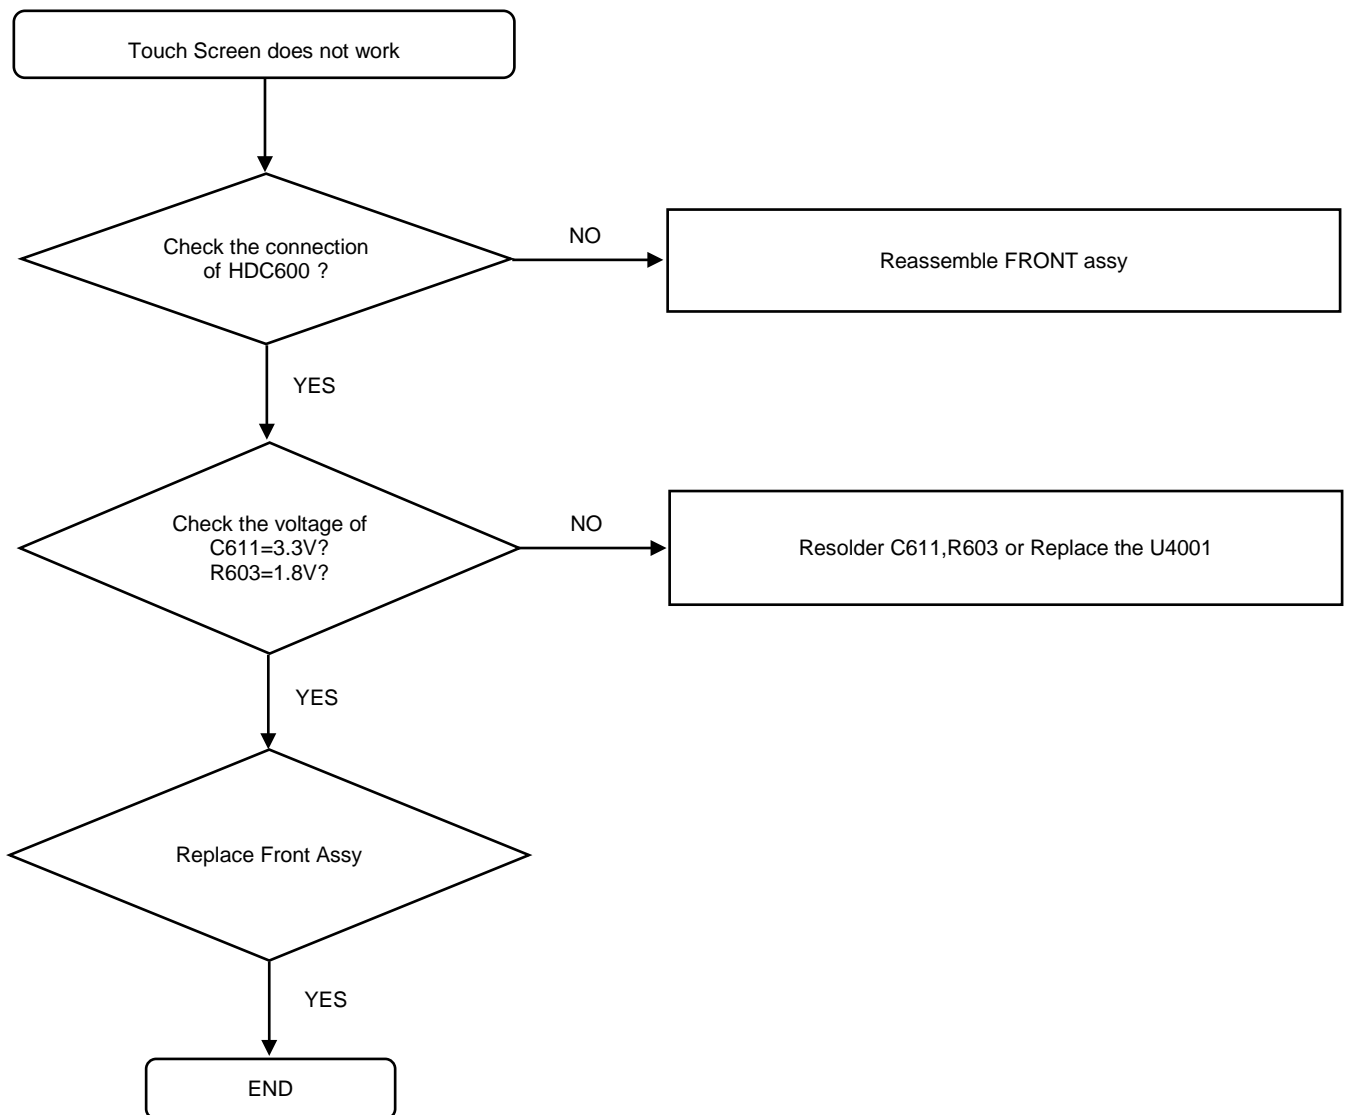 Touch Screen does not work
Check the connection
of HDC600 ?
NO
Reassemble FRONT assy
YES
Check the voltage of
C611=3.3V?
R603=1.8V?
NO
Resolder C611,R603 or Replace the U4001
YES
Replace Front Assy
YES
END